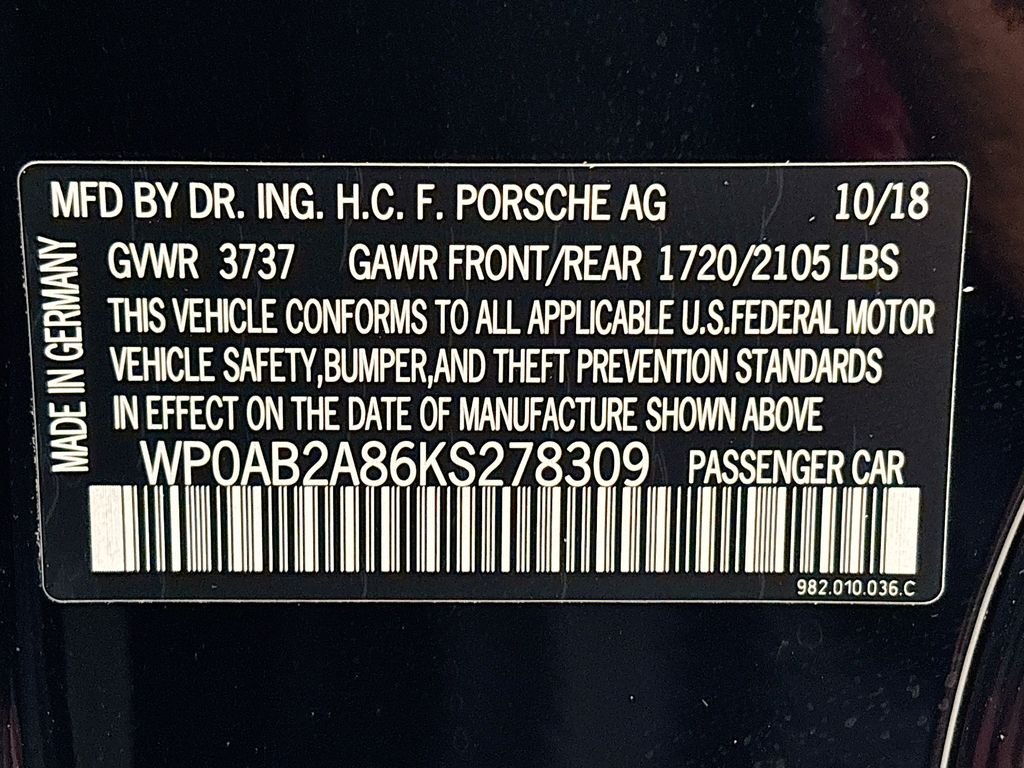 MFD BY DR. ING. H.C. F. PORSCHE AG 10/18
GVWR 3737 GAWR FRONT/REAR 1720/2105 LBS
THIS VEHICLE CONFORMS TO ALL APPLICABLE U.S.FEDERAL MOTOR
VEHICLE SAFETY,BUMPER,AND THEFT PREVENTION STANDARDS
IN EFFECT ON THE DATE OF MANUFACTURE SHOWN ABOVE
WP0AB2A86KS278309 PASSENGER CAR
982.010.036.C
MADE IN GERMANY